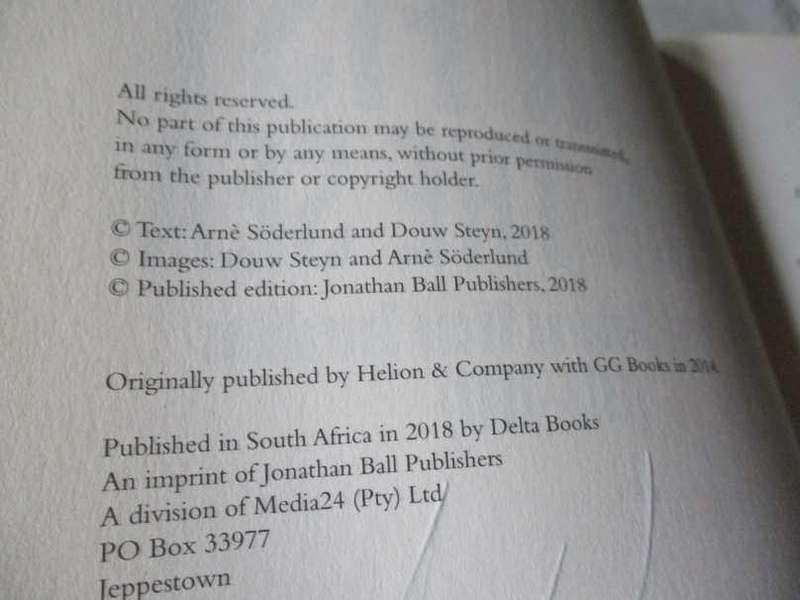 All rights reserved.
No part of this publication may be reproduced or transmitted,
in any form or by any means, without prior permission
from the publisher or copyright holder.
© Text: Arnè Söderlund and Douw Steyn, 2018
© Images: Douw Steyn and Arnè Söderlund
© Published edition: Jonathan Ball Publishers, 2018
Originally published by Helion & Company with GG Books in 2014.
Published in South Africa in 2018 by Delta Books
An imprint of Jonathan Ball Publishers
A division of Media24 (Pty) Ltd
PO Box 33977
Jeppestown